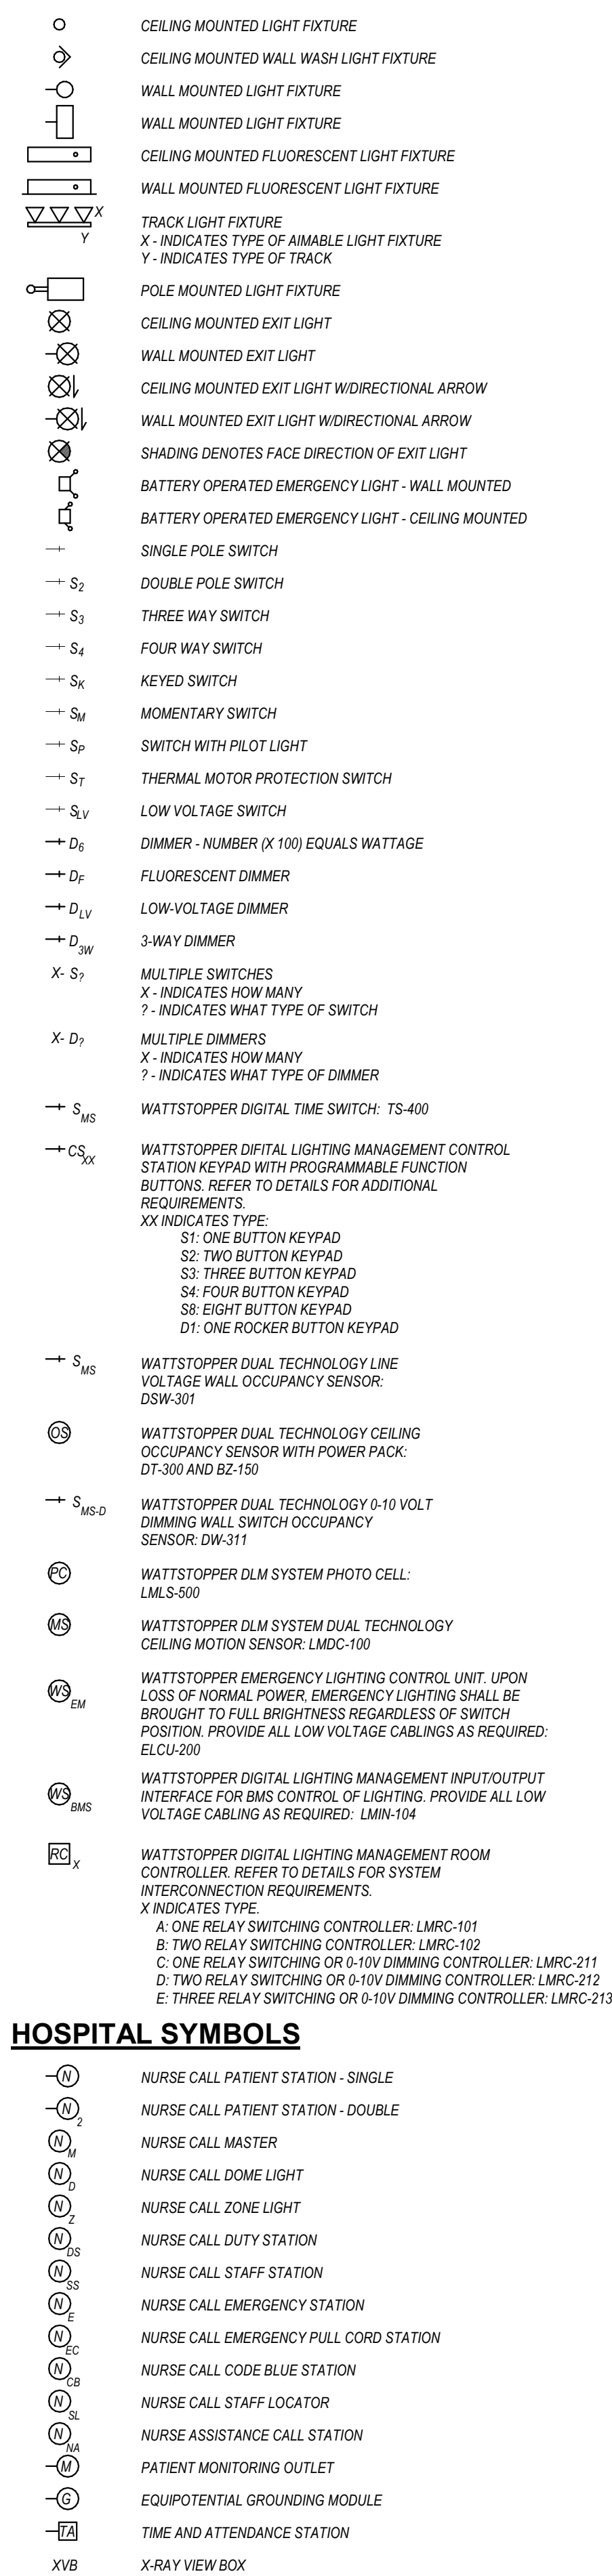 CEILING MOUNTED LIGHT FIXTURE
CEILING MOUNTED WALL WASH LIGHT FIXTURE
WALL MOUNTED LIGHT FIXTURE
WALL MOUNTED LIGHT FIXTURE
CEILING MOUNTED FLUORESCENT LIGHT FIXTURE
WALL MOUNTED FLUORESCENT LIGHT FIXTURE
X
Y
TRACK LIGHT FIXTURE
X - INDICATES TYPE OF AIMABLE LIGHT FIXTURE
Y - INDICATES TYPE OF TRACK
POLE MOUNTED LIGHT FIXTURE
CEILING MOUNTED EXIT LIGHT
WALL MOUNTED EXIT LIGHT
CEILING MOUNTED EXIT LIGHT W/DIRECTIONAL ARROW
WALL MOUNTED EXIT LIGHT W/DIRECTIONAL ARROW
SHADING DENOTES FACE DIRECTION OF EXIT LIGHT
BATTERY OPERATED EMERGENCY LIGHT - WALL MOUNTED
BATTERY OPERATED EMERGENCY LIGHT - CEILING MOUNTED
SINGLE POLE SWITCH
S2 DOUBLE POLE SWITCH
S3 THREE WAY SWITCH
S4 FOUR WAY SWITCH
SK KEYED SWITCH
SM MOMENTARY SWITCH
SP SWITCH WITH PILOT LIGHT
ST THERMAL MOTOR PROTECTION SWITCH
SLV LOW VOLTAGE SWITCH
D6 DIMMER - NUMBER (X 100) EQUALS WATTAGE
DF FLUORESCENT DIMMER
DLV LOW-VOLTAGE DIMMER
D3W 3-WAY DIMMER
X- S? MULTIPLE SWITCHES
X - INDICATES HOW MANY
? - INDICATES WHAT TYPE OF SWITCH
X- D? MULTIPLE DIMMERS
X - INDICATES HOW MANY
? - INDICATES WHAT TYPE OF DIMMER
SMS WATTSTOPPER DIGITAL TIME SWITCH: TS-400
CSXX WATTSTOPPER DIFITAL LIGHTING MANAGEMENT CONTROL
STATION KEYPAD WITH PROGRAMMABLE FUNCTION
BUTTONS. REFER TO DETAILS FOR ADDITIONAL
REQUIREMENTS.
XX INDICATES TYPE:
S1: ONE BUTTON KEYPAD
S2: TWO BUTTON KEYPAD
S3: THREE BUTTON KEYPAD
S4: FOUR BUTTON KEYPAD
S8: EIGHT BUTTON KEYPAD
D1: ONE ROCKER BUTTON KEYPAD
SMS WATTSTOPPER DUAL TECHNOLOGY LINE
VOLTAGE WALL OCCUPANCY SENSOR:
DSW-301
OS WATTSTOPPER DUAL TECHNOLOGY CEILING
OCCUPANCY SENSOR WITH POWER PACK:
DT-300 AND BZ-150
SMS-D WATTSTOPPER DUAL TECHNOLOGY 0-10 VOLT
DIMMING WALL SWITCH OCCUPANCY
SENSOR: DW-311
PC WATTSTOPPER DLM SYSTEM PHOTO CELL:
LMLS-500
MS WATTSTOPPER DLM SYSTEM DUAL TECHNOLOGY
CEILING MOTION SENSOR: LMDC-100
WSEM WATTSTOPPER EMERGENCY LIGHTING CONTROL UNIT. UPON
LOSS OF NORMAL POWER, EMERGENCY LIGHTING SHALL BE
BROUGHT TO FULL BRIGHTNESS REGARDLESS OF SWITCH
POSITION. PROVIDE ALL LOW VOLTAGE CABLINGS AS REQUIRED:
ELCU-200
WSBMS WATTSTOPPER DIGITAL LIGHTING MANAGEMENT INPUT/OUTPUT
INTERFACE FOR BMS CONTROL OF LIGHTING. PROVIDE ALL LOW
VOLTAGE CABLING AS REQUIRED: LMIN-104
RCX WATTSTOPPER DIGITAL LIGHTING MANAGEMENT ROOM
CONTROLLER. REFER TO DETAILS FOR SYSTEM
INTERCONNECTION REQUIREMENTS.
X INDICATES TYPE.
A: ONE RELAY SWITCHING CONTROLLER: LMRC-101
B: TWO RELAY SWITCHING CONTROLLER: LMRC-102
C: ONE RELAY SWITCHING OR 0-10V DIMMING CONTROLLER: LMRC-211
D: TWO RELAY SWITCHING OR 0-10V DIMMING CONTROLLER: LMRC-212
E: THREE RELAY SWITCHING OR 0-10V DIMMING CONTROLLER: LMRC-213
HOSPITAL SYMBOLS
N NURSE CALL PATIENT STATION - SINGLE
N2 NURSE CALL PATIENT STATION - DOUBLE
NM NURSE CALL MASTER
ND NURSE CALL DOME LIGHT
NZ NURSE CALL ZONE LIGHT
NDS NURSE CALL DUTY STATION
NSS NURSE CALL STAFF STATION
NE NURSE CALL EMERGENCY STATION
NEC NURSE CALL EMERGENCY PULL CORD STATION
NCB NURSE CALL CODE BLUE STATION
NSL NURSE CALL STAFF LOCATOR
NNA NURSE ASSISTANCE CALL STATION
M PATIENT MONITORING OUTLET
G EQUIPOTENTIAL GROUNDING MODULE
TA TIME AND ATTENDANCE STATION
XVB X-RAY VIEW BOX